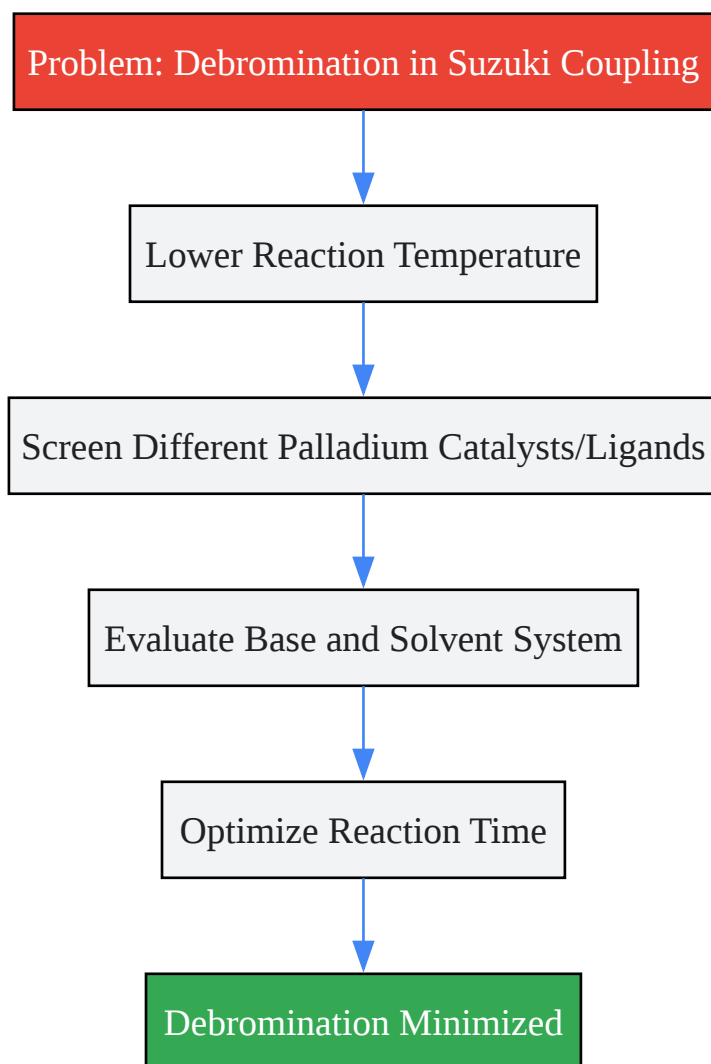 Problem: Debromination in Suzuki Coupling
Lower Reaction Temperature
Screen Different Palladium Catalysts/Ligands
Evaluate Base and Solvent System
Optimize Reaction Time
Debromination Minimized